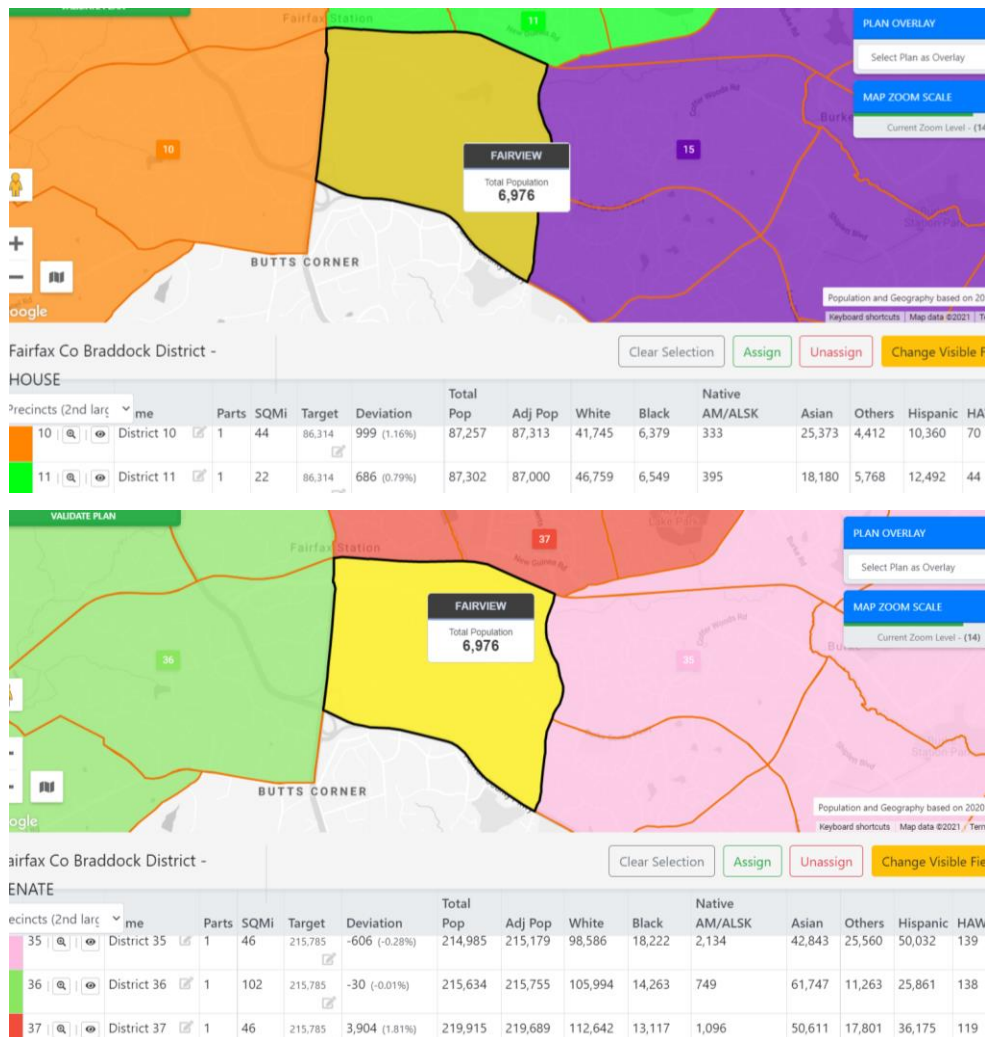 VALIDATE PLAN
Fairfax Station
11
New Guinea Rd
PLAN OVERLAY
Select Plan as Overlay
MAP ZOOM SCALE
Current Zoom Level - (14
10
15
FAIRVIEW
Total Population
6,976
BUTTS CORNER
+
−
oogle
Population and Geography based on 20
Keyboard shortcuts Map data ©2021 Te
Fairfax Co Braddock District -
HOUSE
Clear Selection Assign Unassign Change Visible F
Precincts (2nd larg me Parts SQMi Target Deviation Total Pop Adj Pop White Black Native AM/ALSK Asian Others Hispanic HA
10 District 10 1 44 86,314 999 (1.16%) 87,257 87,313 41,745 6,379 333 25,373 4,412 10,360 70
11 District 11 1 22 86,314 686 (0.79%) 87,302 87,000 46,759 6,549 395 18,180 5,768 12,492 44
VALIDATE PLAN
Fairfax Station
37
New Guinea Rd
PLAN OVERLAY
Select Plan as Overlay
MAP ZOOM SCALE
Current Zoom Level - (14)
36
35
FAIRVIEW
Total Population
6,976
BUTTS CORNER
ogle
Population and Geography based on 2020
Keyboard shortcuts Map data ©2021 Tern
airfax Co Braddock District -
ENATE
Clear Selection Assign Unassign Change Visible Fie
ecincts (2nd larg me Parts SQMi Target Deviation Total Pop Adj Pop White Black Native AM/ALSK Asian Others Hispanic HAW
35 District 35 1 46 215,785 -606 (-0.28%) 214,985 215,179 98,586 18,222 2,134 42,843 25,560 50,032 139
36 District 36 1 102 215,785 -30 (-0.01%) 215,634 215,755 105,994 14,263 749 61,747 11,263 25,861 138
37 District 37 1 46 215,785 3,904 (1.81%) 219,915 219,689 112,642 13,117 1,096 50,611 17,801 36,175 119